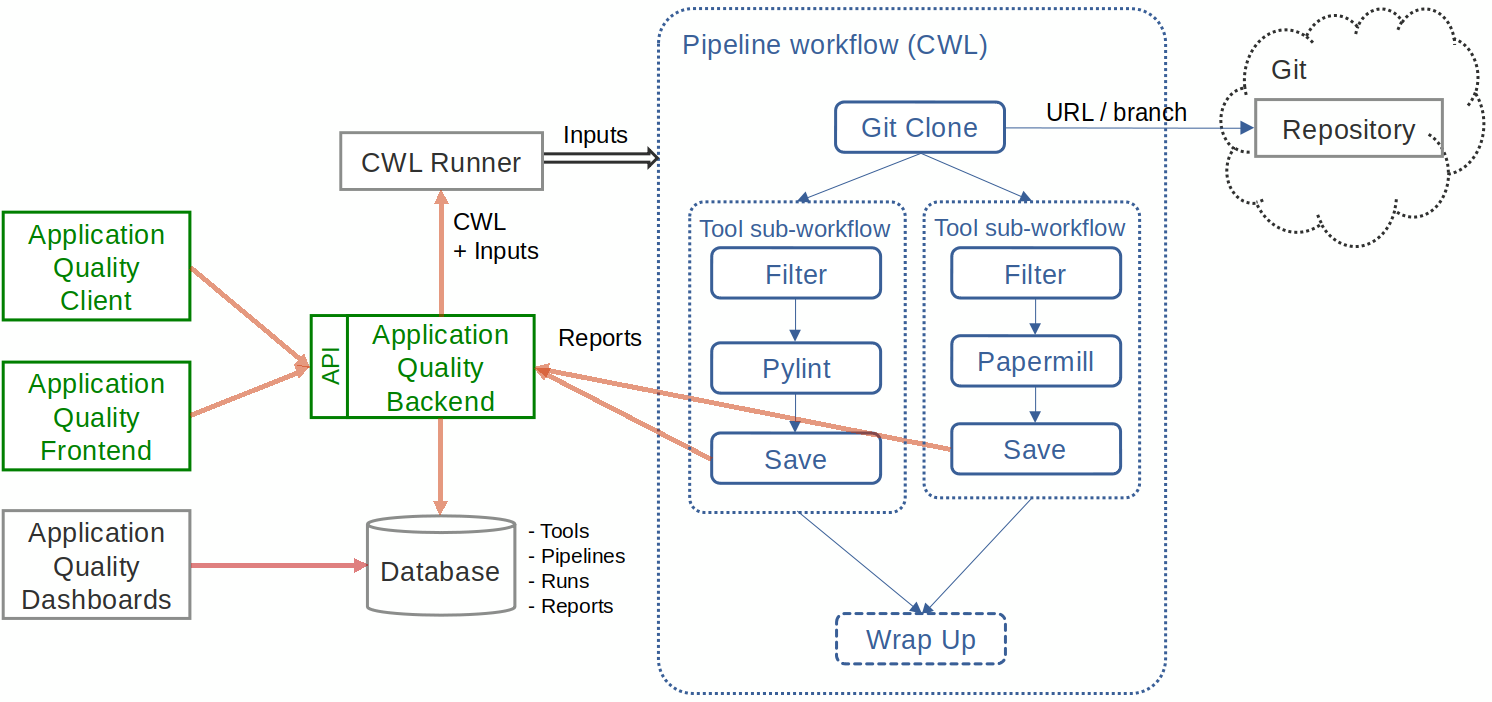 Pipeline workflow (CWL)
Git
Git Clone
URL / branch
Repository
Inputs
CWL Runner
CWL
+ Inputs
Application
Quality
Client
Application
Quality
Frontend
Application
Quality
Dashboards
API
Application
Quality
Backend
Reports
Database
- Tools
- Pipelines
- Runs
- Reports
Tool sub-workflow
Filter
Pylint
Save
Tool sub-workflow
Filter
Papermill
Save
Wrap Up